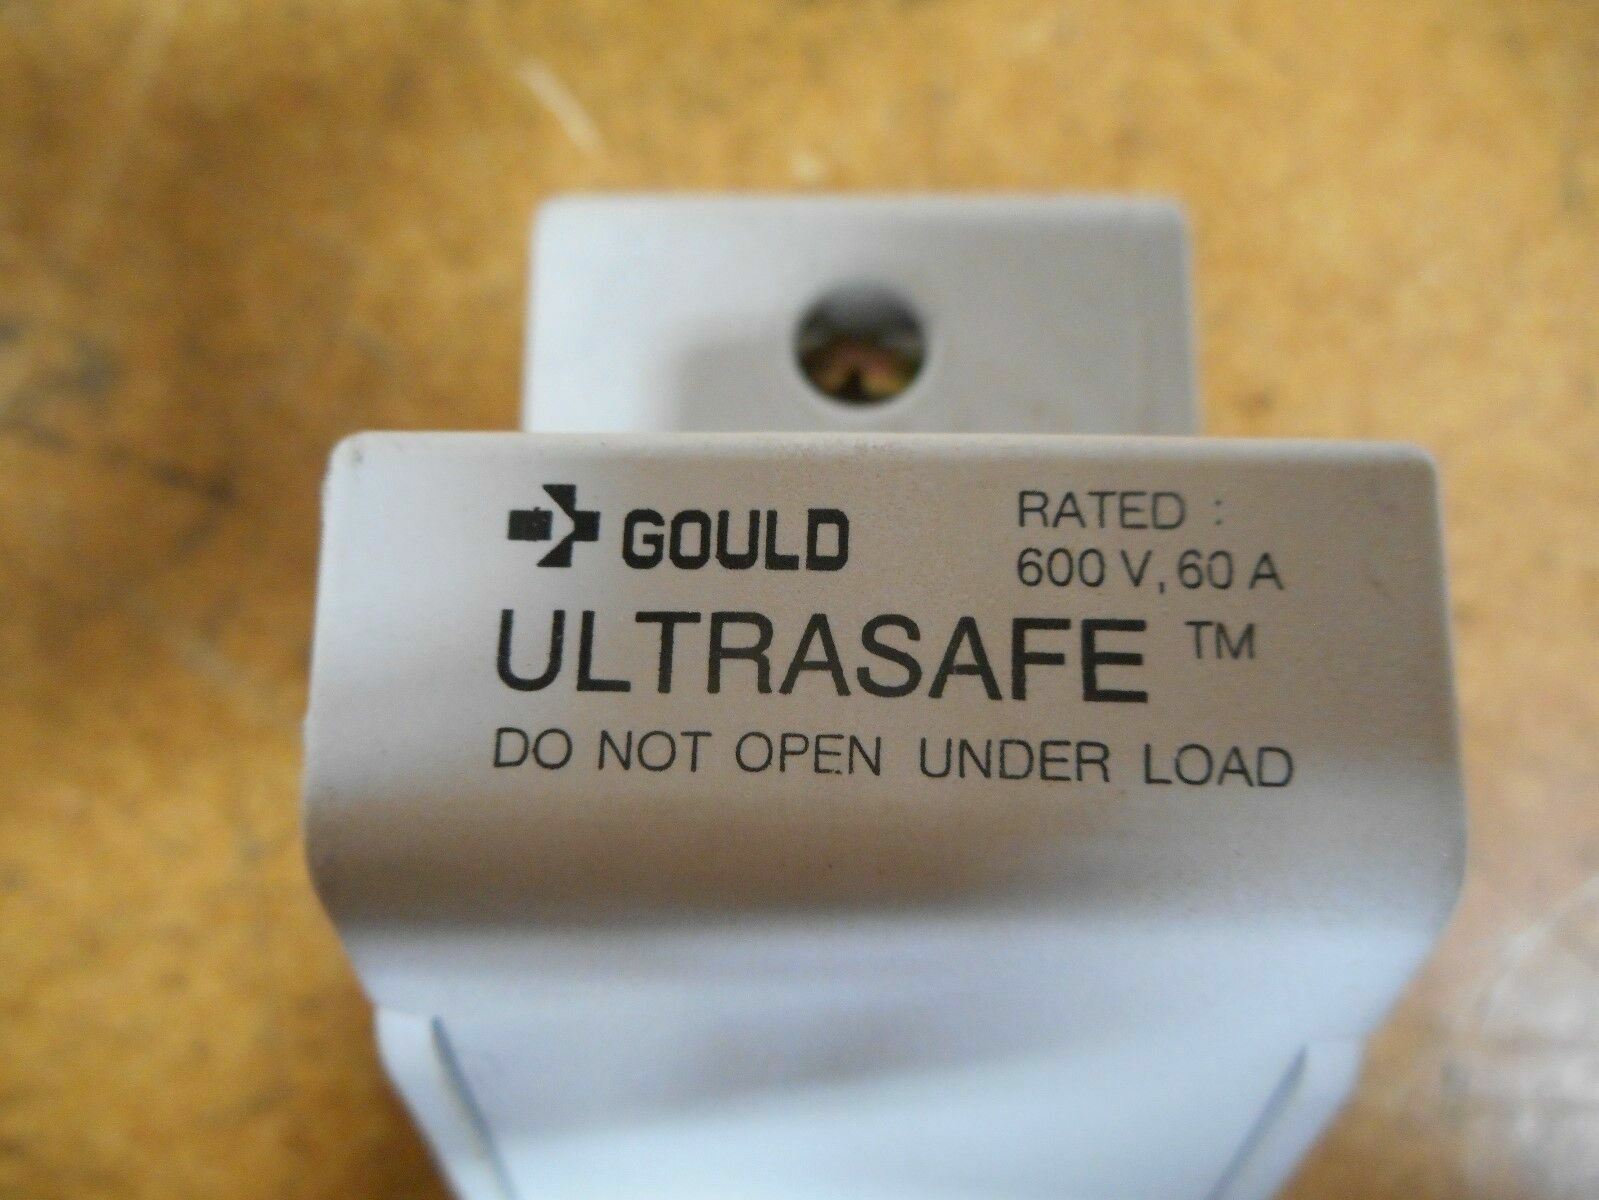 GOULD
RATED :
600 V, 60 A
ULTRASAFE ™
DO NOT OPEN UNDER LOAD